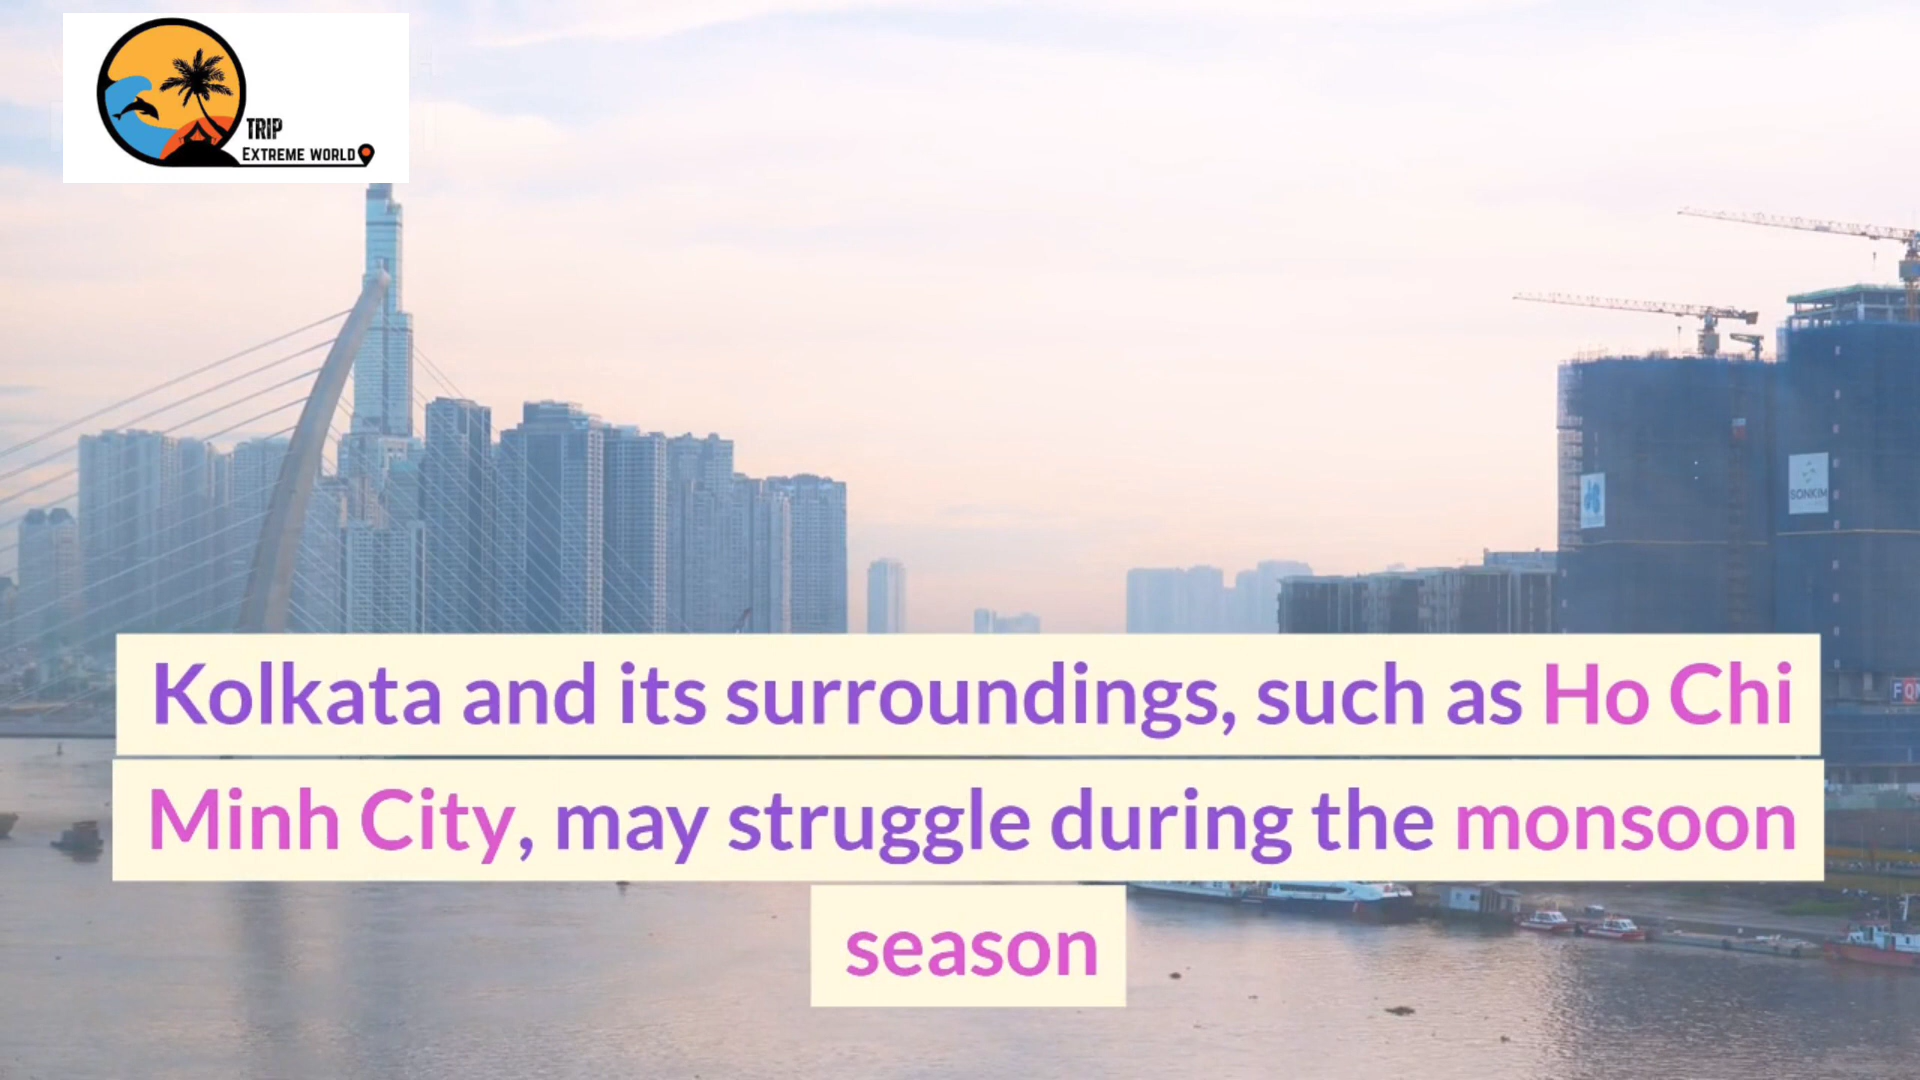 TRIP
EXTREME WORLD
SONKIM
Kolkata and its surroundings, such as Ho Chi
Minh City, may struggle during the monsoon
season